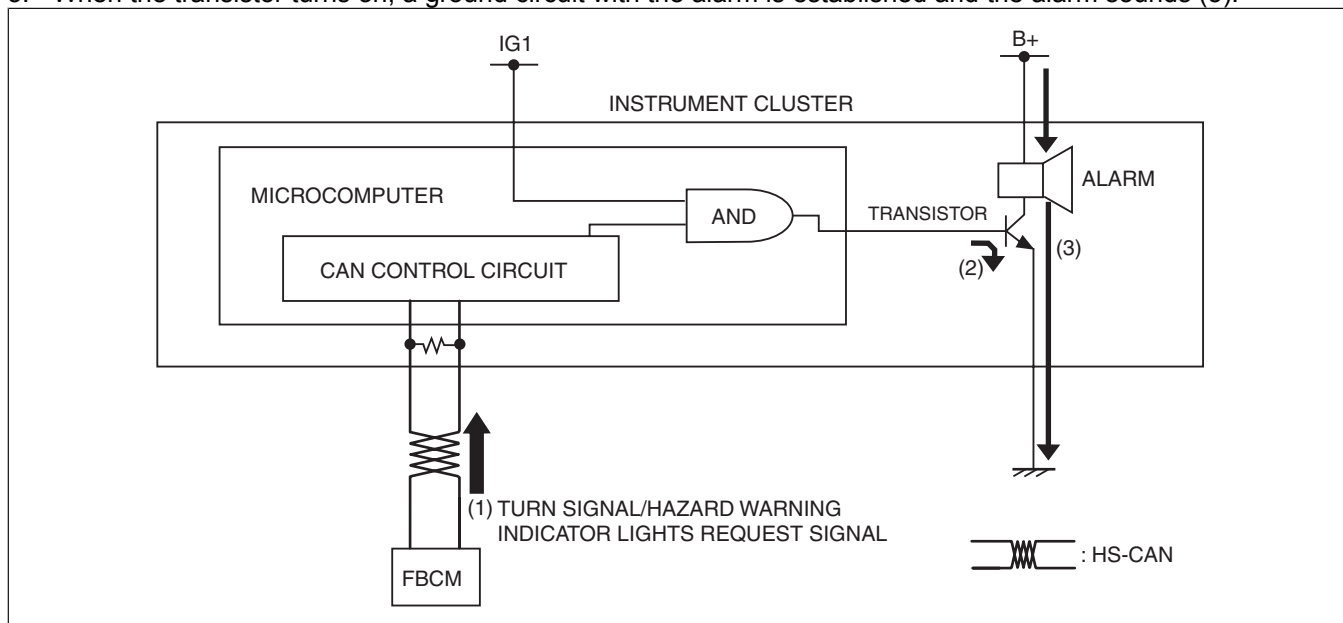 3. When the transistor turns on, a ground circuit with the alarm is established and the alarm sounds (3).
IG1
B+
INSTRUMENT CLUSTER
MICROCOMPUTER
ALARM
AND
TRANSISTOR
CAN CONTROL CIRCUIT
(2)
(3)
(1) TURN SIGNAL/HAZARD WARNING
INDICATOR LIGHTS REQUEST SIGNAL
FBCM
: HS-CAN